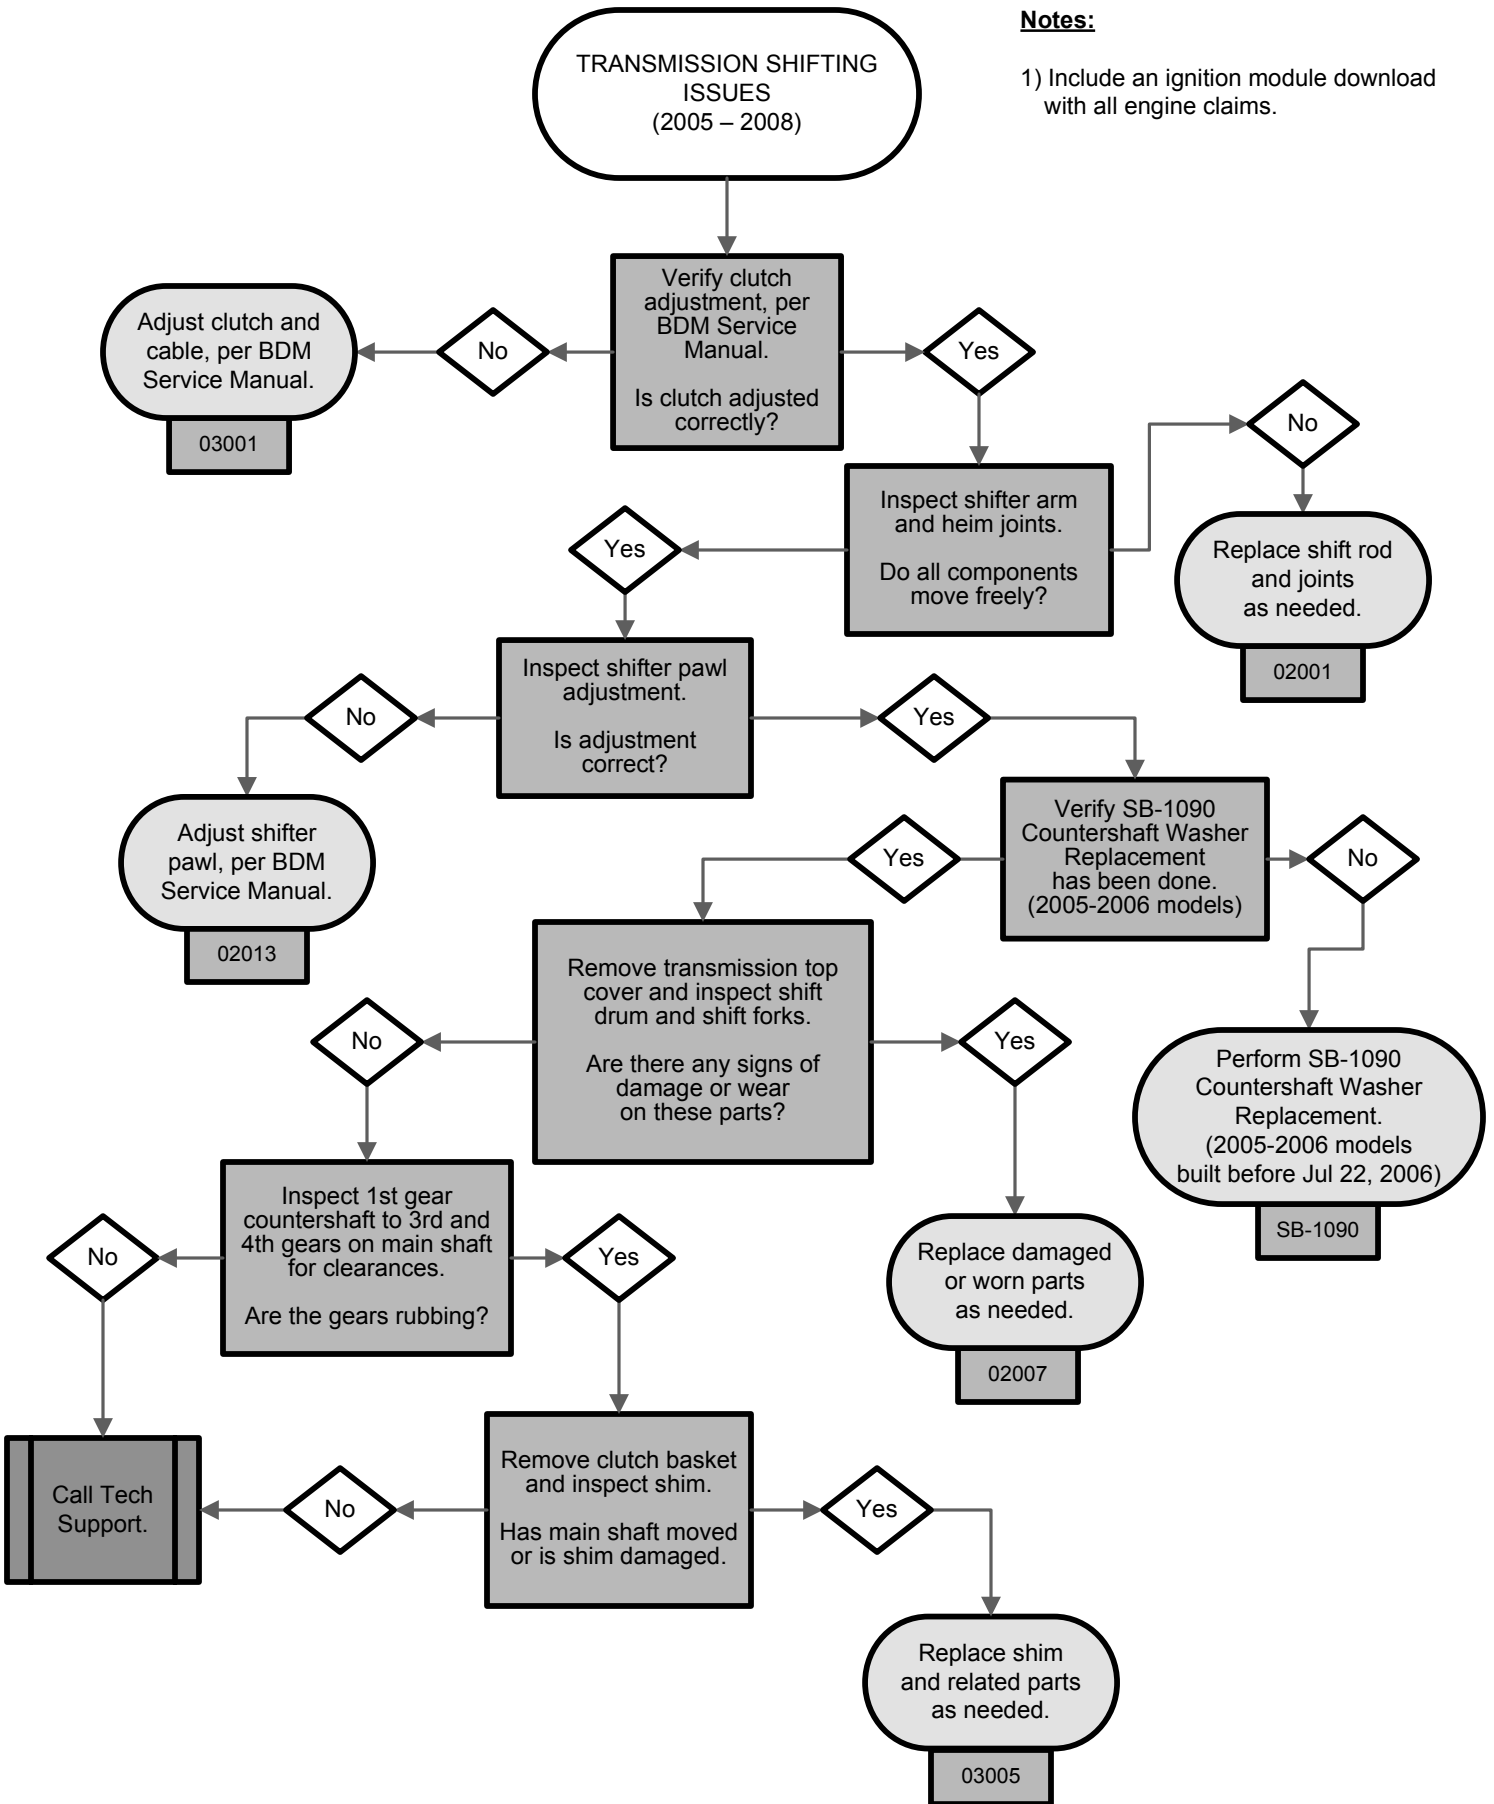 Notes:
1) Include an ignition module download
with all engine claims.
TRANSMISSION SHIFTING
ISSUES
(2005 – 2008)
Verify clutch
adjustment, per
BDM Service
Manual.
Is clutch adjusted
correctly?
No
Adjust clutch and
cable, per BDM
Service Manual.
03001
Yes
Inspect shifter arm
and heim joints.
Do all components
move freely?
No
Replace shift rod
and joints
as needed.
02001
Yes
Inspect shifter pawl
adjustment.
Is adjustment
correct?
No
Adjust shifter
pawl, per BDM
Service Manual.
02013
Yes
Verify SB-1090
Countershaft Washer
Replacement
has been done.
(2005-2006 models)
No
Perform SB-1090
Countershaft Washer
Replacement.
(2005-2006 models
built before Jul 22, 2006)
SB-1090
Yes
Remove transmission top
cover and inspect shift
drum and shift forks.
Are there any signs of
damage or wear
on these parts?
Yes
Replace damaged
or worn parts
as needed.
02007
No
Inspect 1st gear
countershaft to 3rd and
4th gears on main shaft
for clearances.
Are the gears rubbing?
No
Call Tech
Support.
Yes
Remove clutch basket
and inspect shim.
Has main shaft moved
or is shim damaged.
No
Yes
Replace shim
and related parts
as needed.
03005